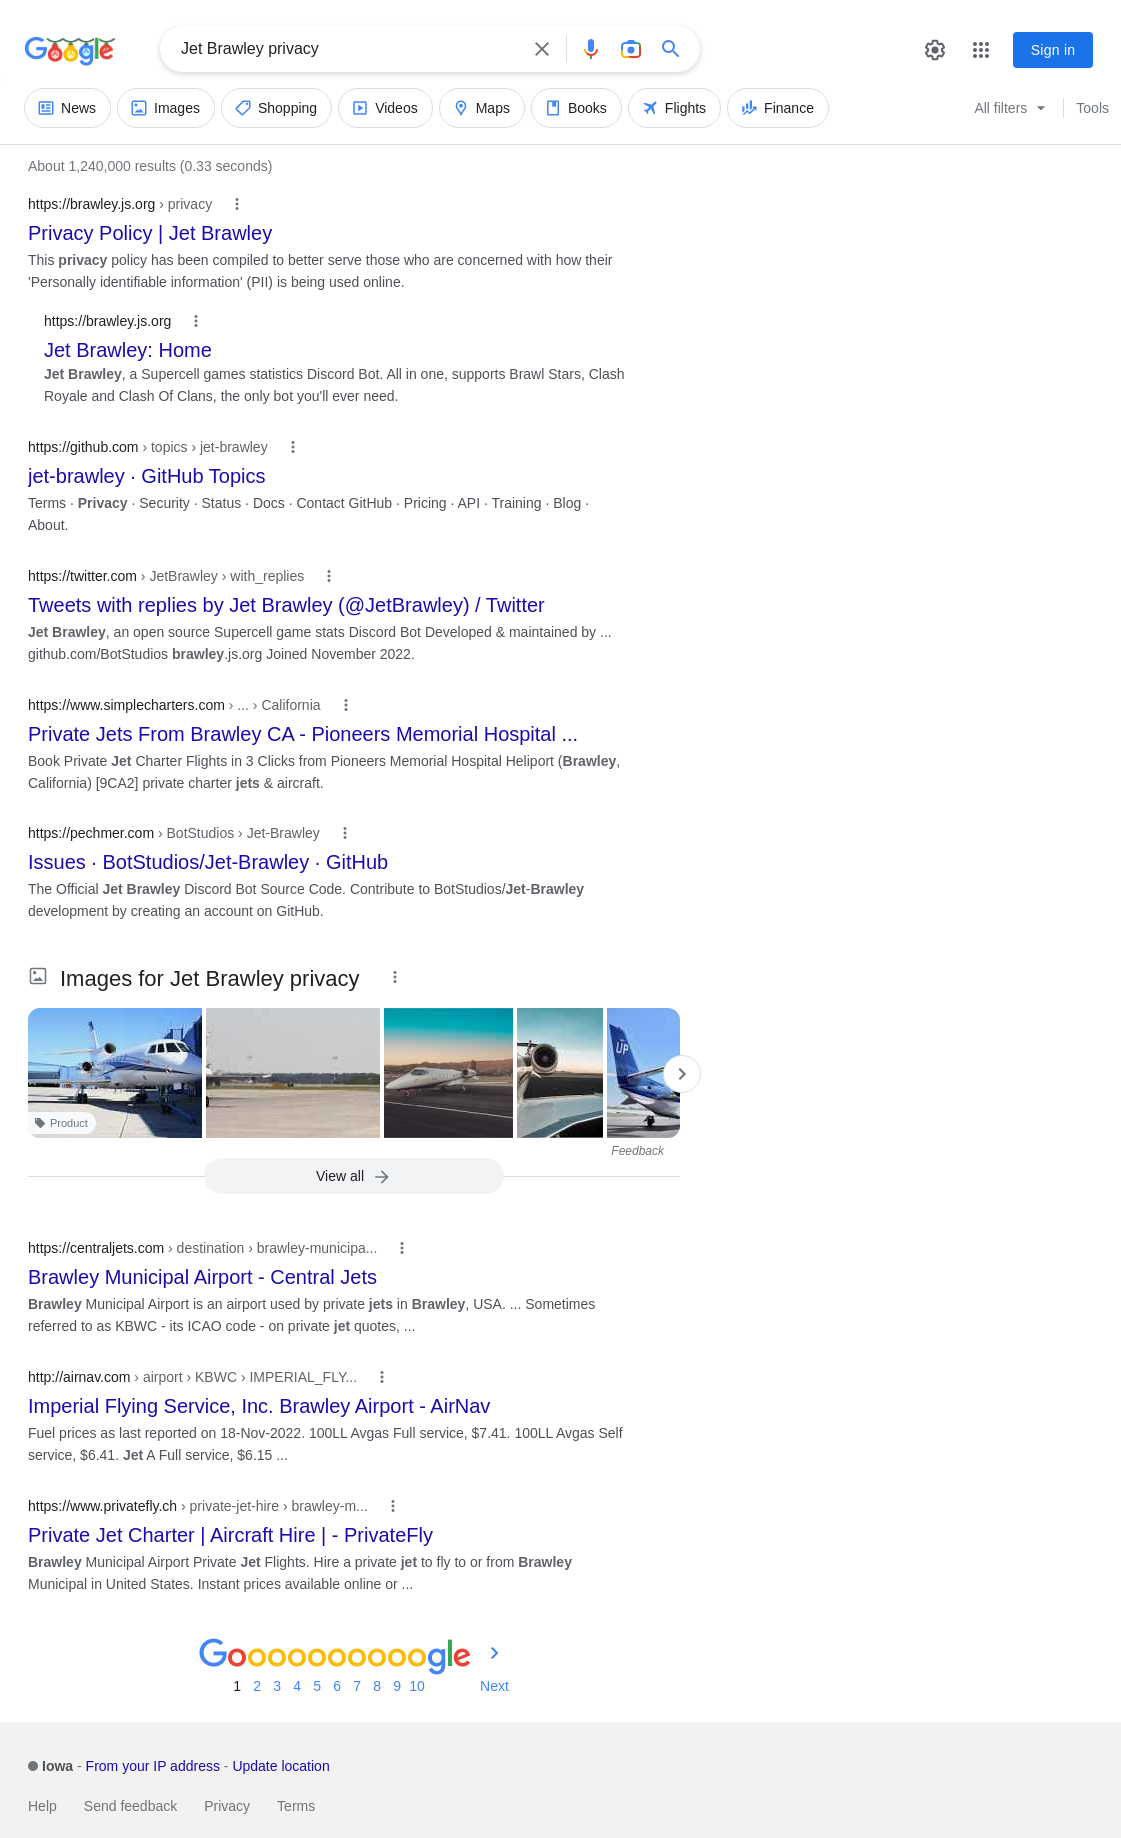 Google
Jet Brawley privacy
Sign in
News Images Shopping Videos Maps Books Flights Finance All filters Tools
About 1,240,000 results (0.33 seconds)
https://brawley.js.org › privacy
Privacy Policy | Jet Brawley
This privacy policy has been compiled to better serve those who are concerned with how their
'Personally identifiable information' (PII) is being used online.
https://brawley.js.org
Jet Brawley: Home
Jet Brawley, a Supercell games statistics Discord Bot. All in one, supports Brawl Stars, Clash
Royale and Clash Of Clans, the only bot you'll ever need.
https://github.com › topics › jet-brawley
jet-brawley · GitHub Topics
Terms · Privacy · Security · Status · Docs · Contact GitHub · Pricing · API · Training · Blog ·
About.
https://twitter.com › JetBrawley › with_replies
Tweets with replies by Jet Brawley (@JetBrawley) / Twitter
Jet Brawley, an open source Supercell game stats Discord Bot Developed & maintained by ...
github.com/BotStudios brawley.js.org Joined November 2022.
https://www.simplecharters.com › ... › California
Private Jets From Brawley CA - Pioneers Memorial Hospital ...
Book Private Jet Charter Flights in 3 Clicks from Pioneers Memorial Hospital Heliport (Brawley,
California) [9CA2] private charter jets & aircraft.
https://pechmer.com › BotStudios › Jet-Brawley
Issues · BotStudios/Jet-Brawley · GitHub
The Official Jet Brawley Discord Bot Source Code. Contribute to BotStudios/Jet-Brawley
development by creating an account on GitHub.
Images for Jet Brawley privacy
UP
Product
Feedback
View all
https://centraljets.com › destination › brawley-municipa...
Brawley Municipal Airport - Central Jets
Brawley Municipal Airport is an airport used by private jets in Brawley, USA. ... Sometimes
referred to as KBWC - its ICAO code - on private jet quotes, ...
http://airnav.com › airport › KBWC › IMPERIAL_FLY...
Imperial Flying Service, Inc. Brawley Airport - AirNav
Fuel prices as last reported on 18-Nov-2022. 100LL Avgas Full service, $7.41. 100LL Avgas Self
service, $6.41. Jet A Full service, $6.15 ...
https://www.privatefly.ch › private-jet-hire › brawley-m...
Private Jet Charter | Aircraft Hire | - PrivateFly
Brawley Municipal Airport Private Jet Flights. Hire a private jet to fly to or from Brawley
Municipal in United States. Instant prices available online or ...
Goooooooooogle
1 2 3 4 5 6 7 8 9 10 Next
Iowa - From your IP address - Update location
Help Send feedback Privacy Terms